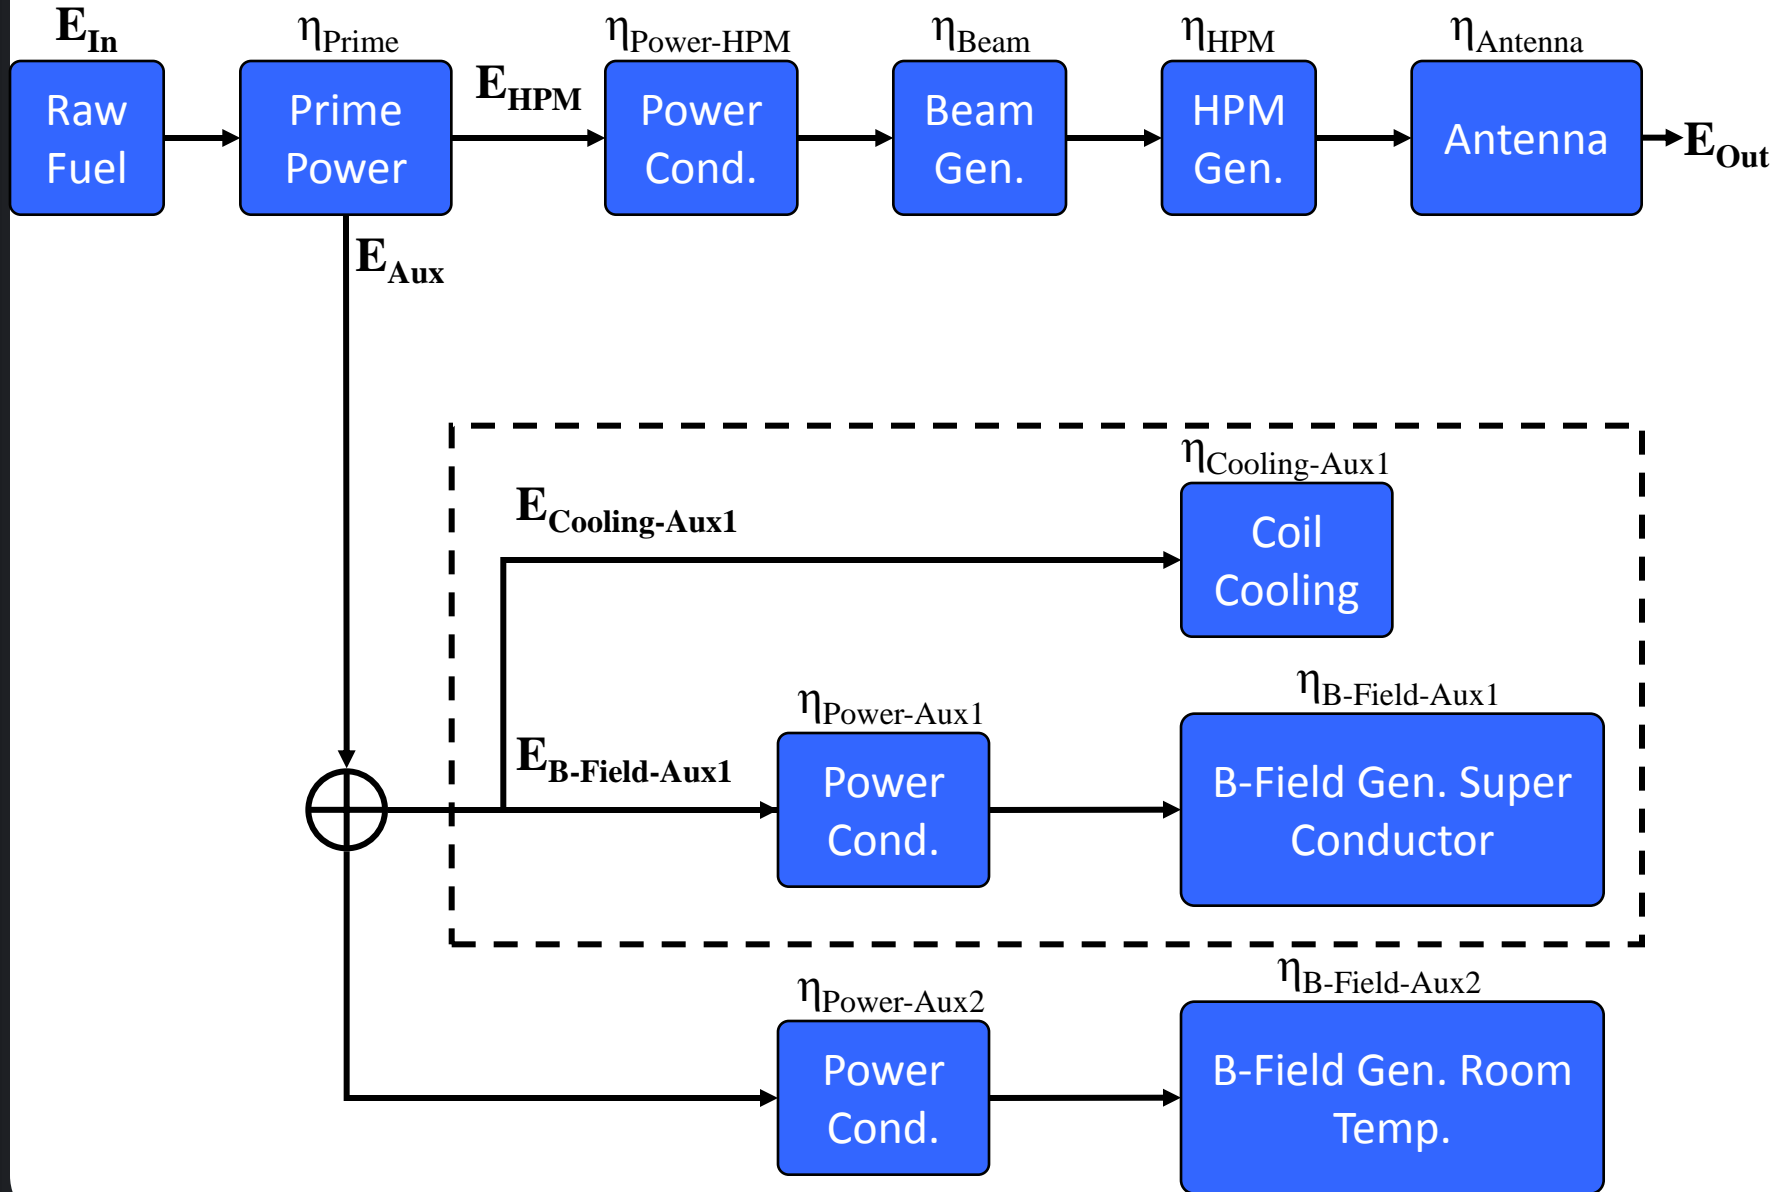 E_In
η_Prime
η_Power-HPM
η_Beam
η_HPM
η_Antenna
Raw
Fuel
Prime
Power
E_HPM
Power
Cond.
Beam
Gen.
HPM
Gen.
Antenna
E_Out
E_Aux
η_Cooling-Aux1
E_Cooling-Aux1
Coil
Cooling
η_Power-Aux1
η_B-Field-Aux1
E_B-Field-Aux1
Power
Cond.
B-Field Gen. Super
Conductor
η_Power-Aux2
η_B-Field-Aux2
Power
Cond.
B-Field Gen. Room
Temp.